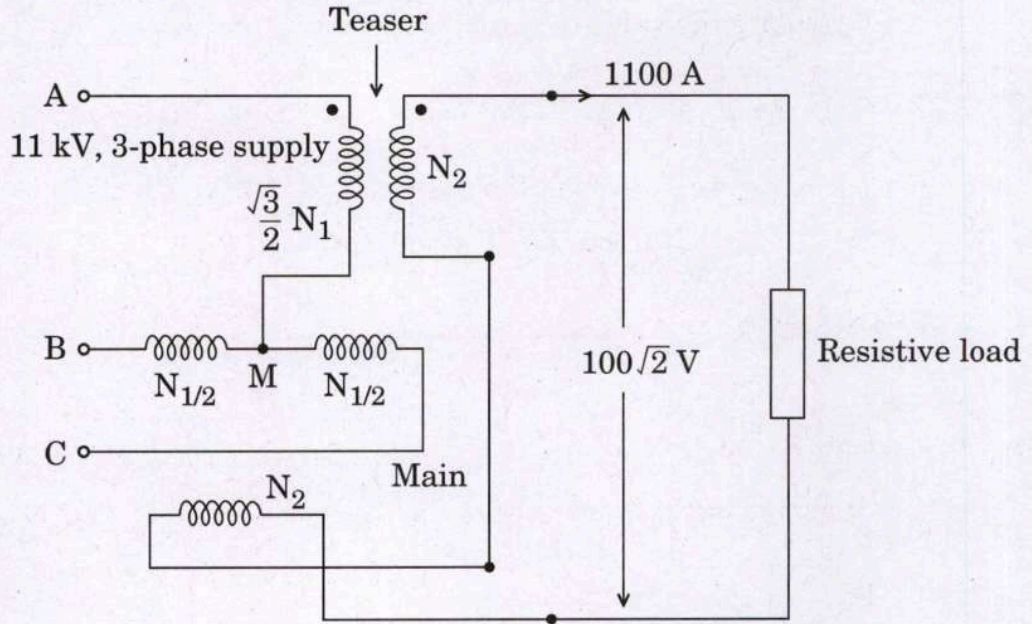 Teaser
1100 A
A
11 kV, 3-phase supply
N₂
√3/2 N₁
B
N₁/₂
M
N₁/₂
100√2 V
Resistive load
C
Main
N₂